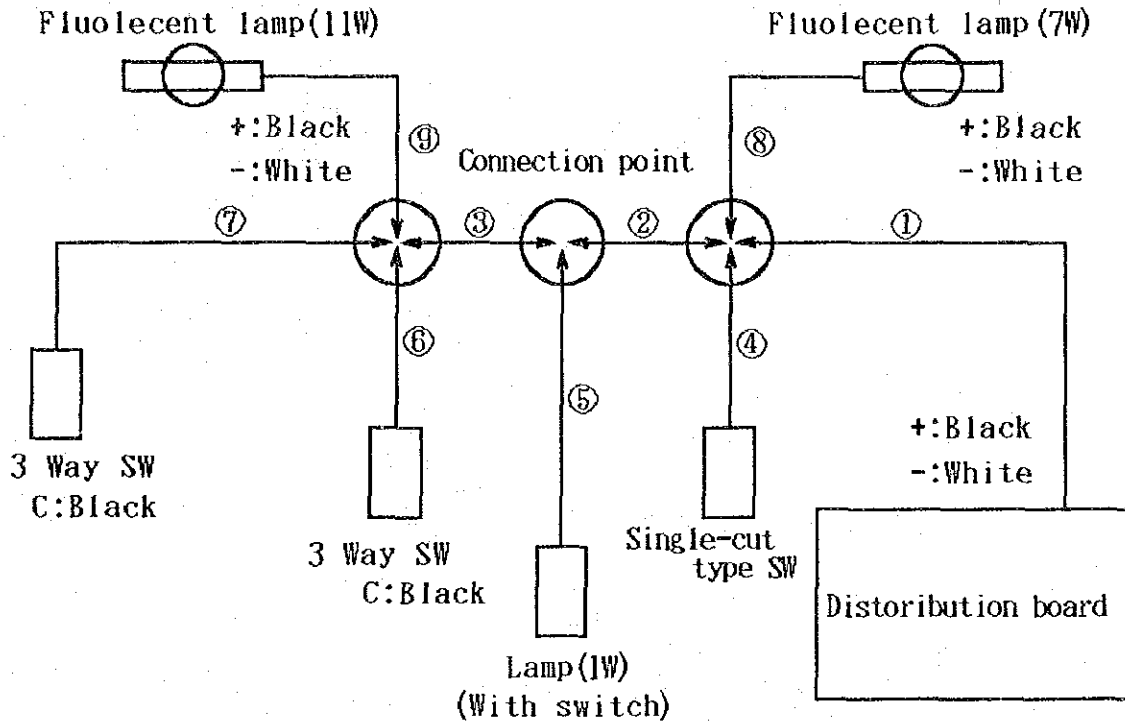 Fluolecent lamp(11W)
Fluolecent lamp(7W)
+:Black
-:White
⑨
Connection point
⑧
+:Black
-:White
⑦
③
②
①
⑥
④
⑤
3 Way SW
C:Black
3 Way SW
C:Black
Lamp(1W)
(With switch)
Single-cut
type SW
+:Black
-:White
Distoribution board